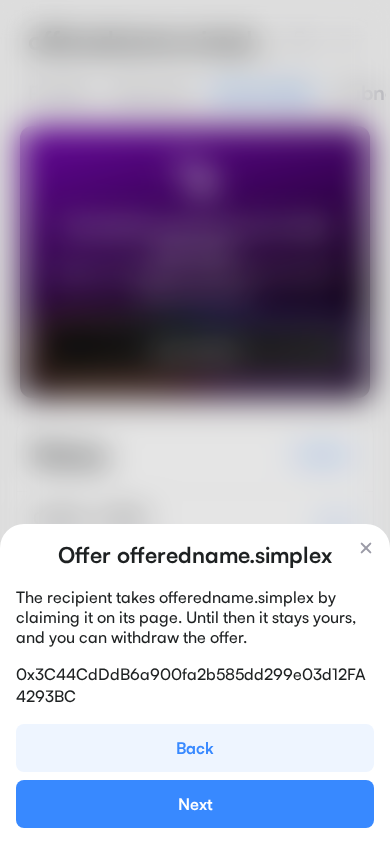 Offer offeredname.simplex
The recipient takes offeredname.simplex by
claiming it on its page. Until then it stays yours,
and you can withdraw the offer.
0x3C44CdDdB6a900fa2b585dd299e03d12FA
4293BC
Back
Next